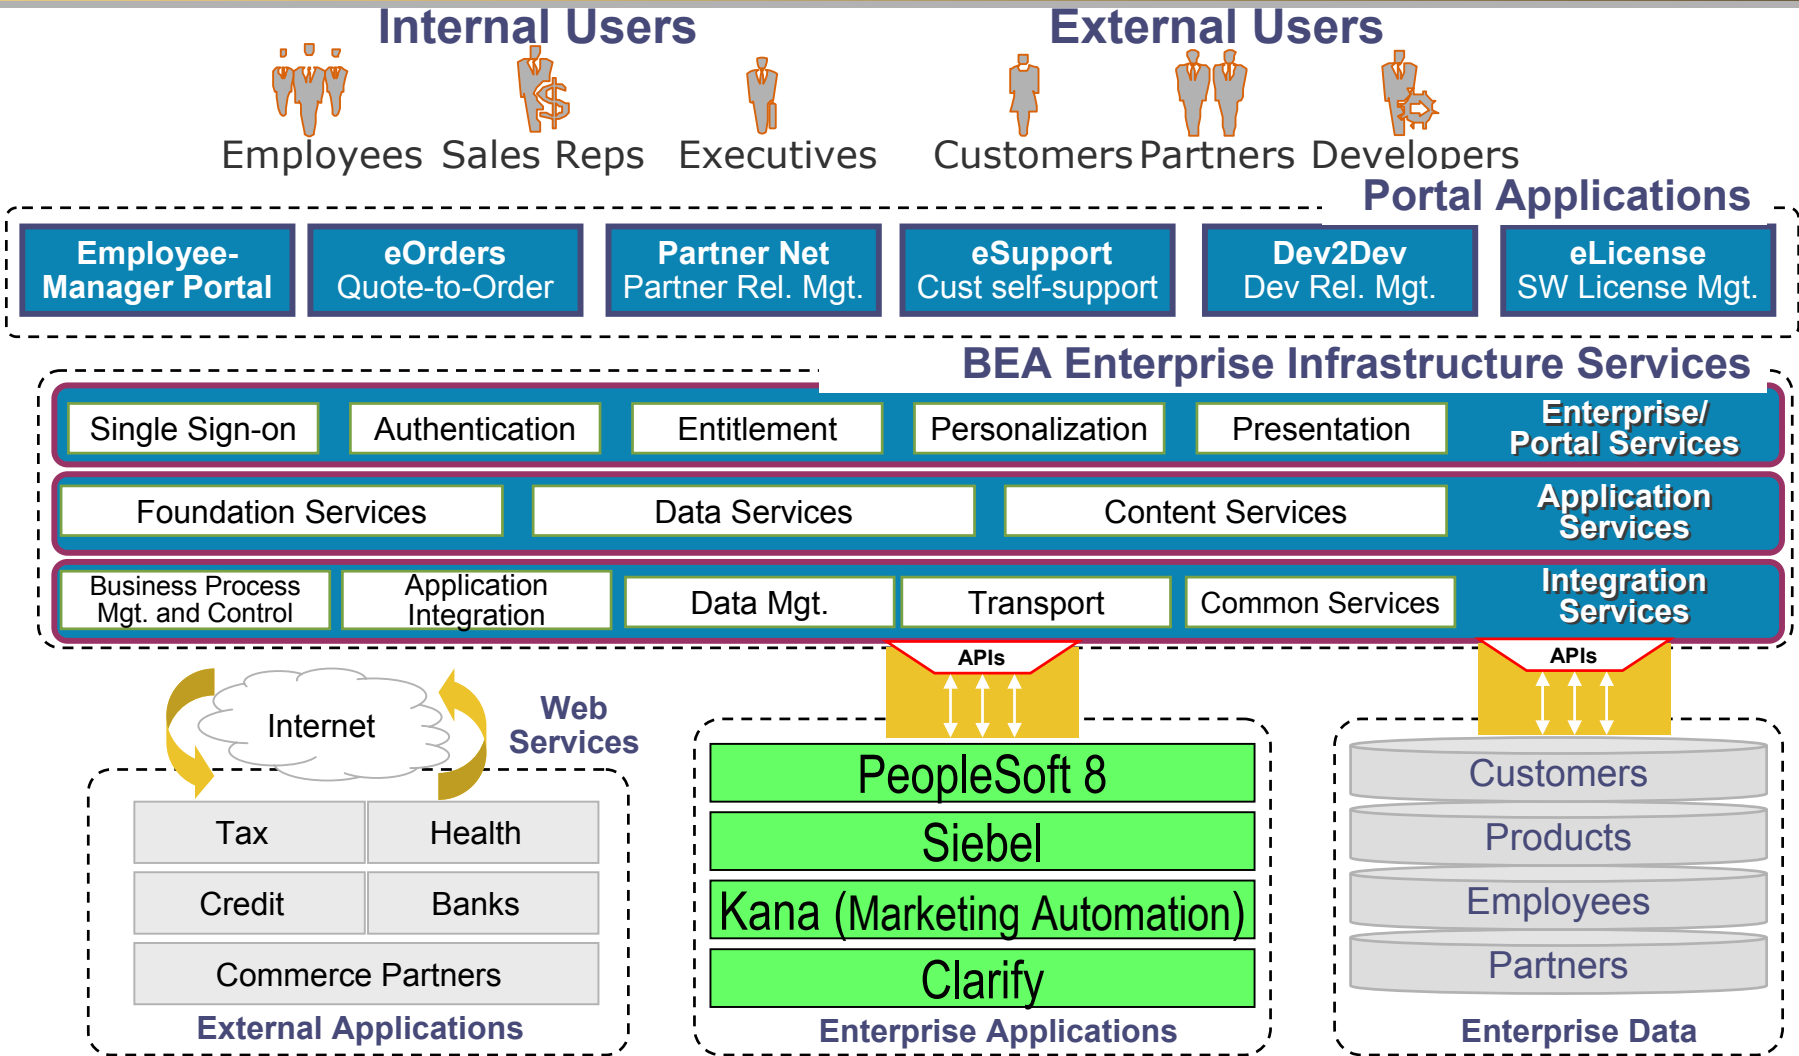 Internal Users
External Users
Employees
Sales Reps
Executives
Customers
Partners
Developers
Portal Applications
Employee-
Manager Portal
eOrders
Quote-to-Order
Partner Net
Partner Rel. Mgt.
eSupport
Cust self-support
Dev2Dev
Dev Rel. Mgt.
eLicense
SW License Mgt.
BEA Enterprise Infrastructure Services
Single Sign-on
Authentication
Entitlement
Personalization
Presentation
Enterprise/
Portal Services
Foundation Services
Data Services
Content Services
Application
Services
Business Process
Mgt. and Control
Application
Integration
Data Mgt.
Transport
Common Services
Integration
Services
APIs
APIs
Internet
Web
Services
Tax
Health
Credit
Banks
Commerce Partners
External Applications
PeopleSoft 8
Siebel
Kana (Marketing Automation)
Clarify
Enterprise Applications
Customers
Products
Employees
Partners
Enterprise Data